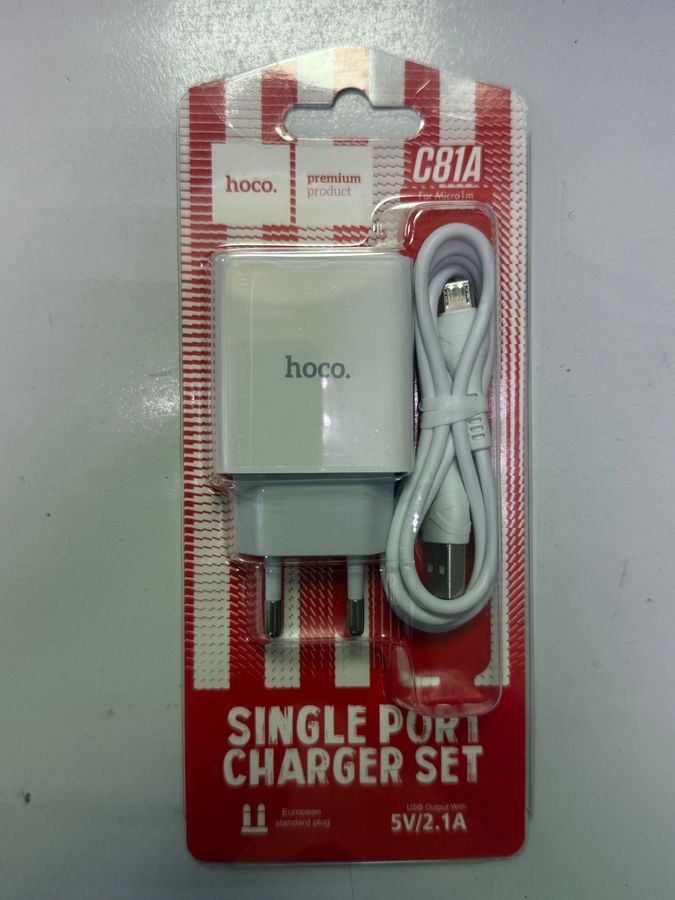 hoco.
premium
product
C81A
For Micro 1m
hoco.
SINGLE PORT
CHARGER SET
European
standard plug
USB Output With
5V/2.1A